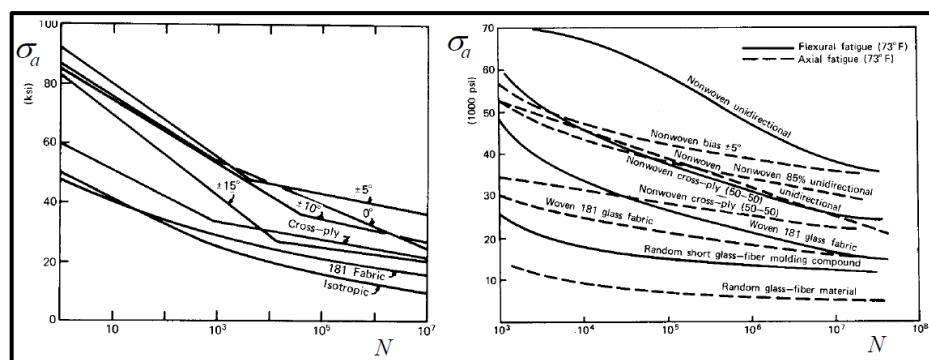 100
σa
(ksi)
80
60
40
20
0
±15°
±10°
±5°
0°
Cross-ply
181 Fabric
Isotropic
10
10³
10⁵
10⁷
N
70
σa
(1000 psi)
60
50
40
30
20
10
Flexural fatigue (73°F)
Axial fatigue (73°F)
Nonwoven unidirectional
Nonwoven bias ±5°
Nonwoven 85% unidirectional
Nonwoven unidirectional
Nonwoven cross-ply (50-50)
Nonwoven cross-ply (50-50)
Woven 181 glass fabric
Woven 181 glass fabric
Random short glass-fiber molding compound
Random glass-fiber material
10³
10⁴
10⁵
10⁶
10⁷
10⁸
N